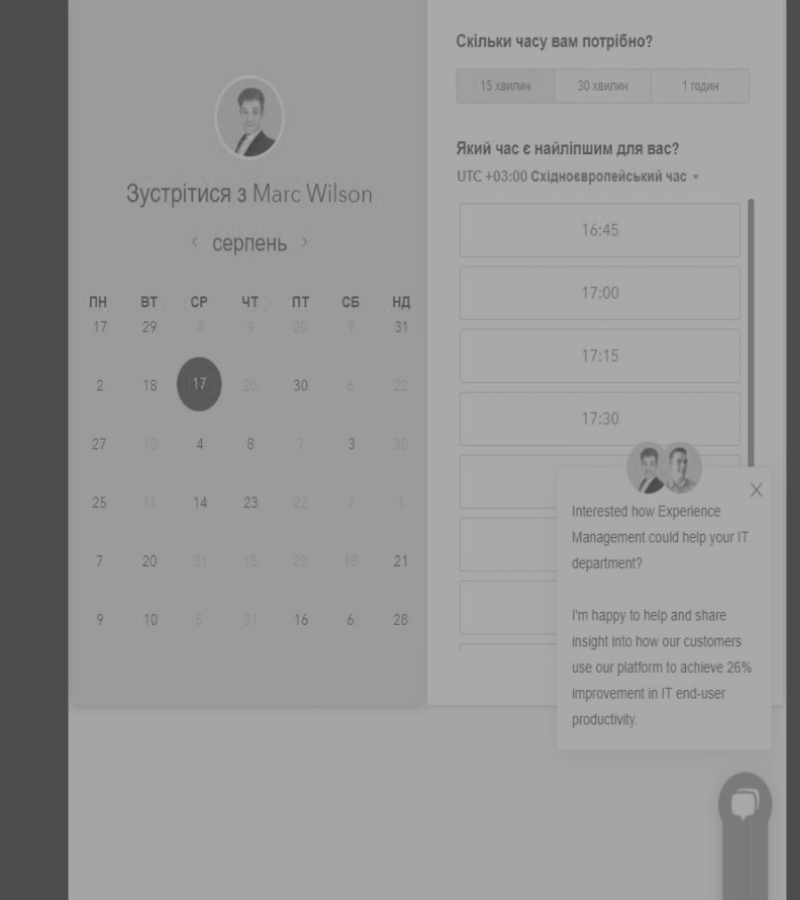 Зустрітися з Marc Wilson
серпень
ПН ВТ СР ЧТ ПТ СБ НД
17 29 8 9 20 9 31
2 18 17 20 30 6 22
27 10 4 8 7 3 30
25 11 14 23 22 7 1
7 20 31 15 20 18 21
9 10 5 31 16 6 28
Скільки часу вам потрібно?
15 хвилин 30 хвилин 1 годин
Який час є найліпшим для вас?
UTC +03:00 Східноєвропейський час
16:45
17:00
17:15
17:30
Interested how Experience
Management could help your IT
department?
I'm happy to help and share
insight into how our customers
use our platform to achieve 26%
improvement in IT end-user
productivity.